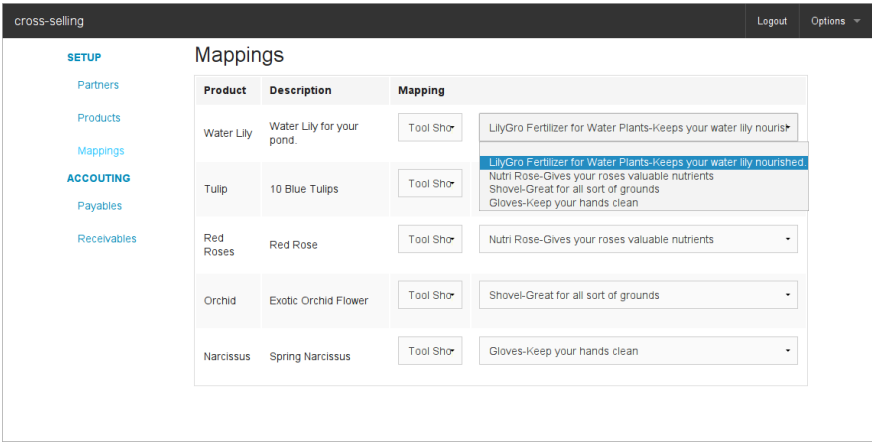 cross-selling
Logout
Options
SETUP
Partners
Products
Mappings
ACCOUTING
Payables
Receivables
Mappings
Product Description Mapping
Water Lily
Water Lily for your
pond.
Tool Sho
LilyGro Fertilizer for Water Plants-Keeps your water lily nourish
LilyGro Fertilizer for Water Plants-Keeps your water lily nourished.
Nutri Rose-Gives your roses valuable nutrients
Shovel-Great for all sort of grounds
Gloves-Keep your hands clean
Tulip
10 Blue Tulips
Tool Sho
Red
Roses
Red Rose
Tool Sho
Nutri Rose-Gives your roses valuable nutrients
Orchid
Exotic Orchid Flower
Tool Sho
Shovel-Great for all sort of grounds
Narcissus
Spring Narcissus
Tool Sho
Gloves-Keep your hands clean